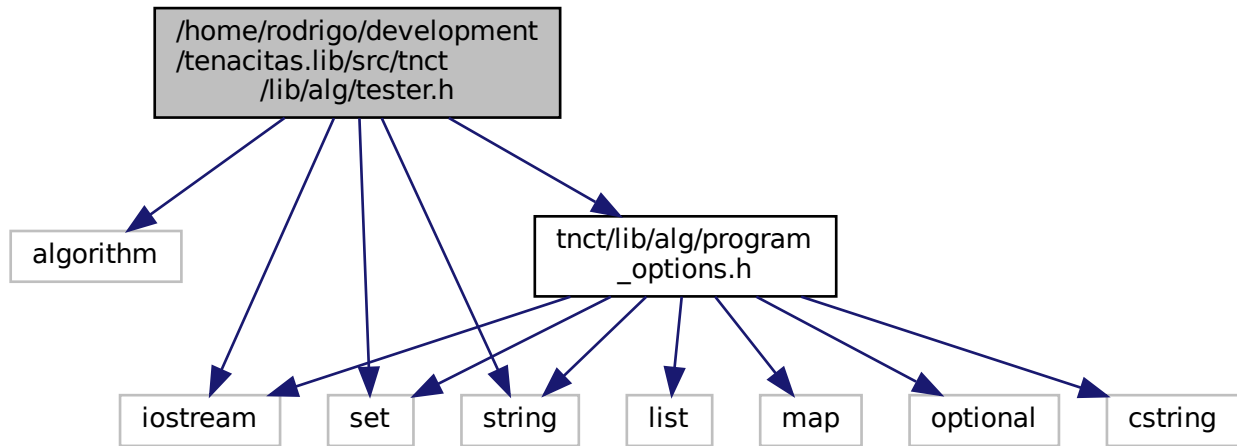 /home/rodrigo/development
/tenacitas.lib/src/tnct
/lib/alg/tester.h
algorithm
tnct/lib/alg/program
_options.h
iostream
set
string
list
map
optional
cstring